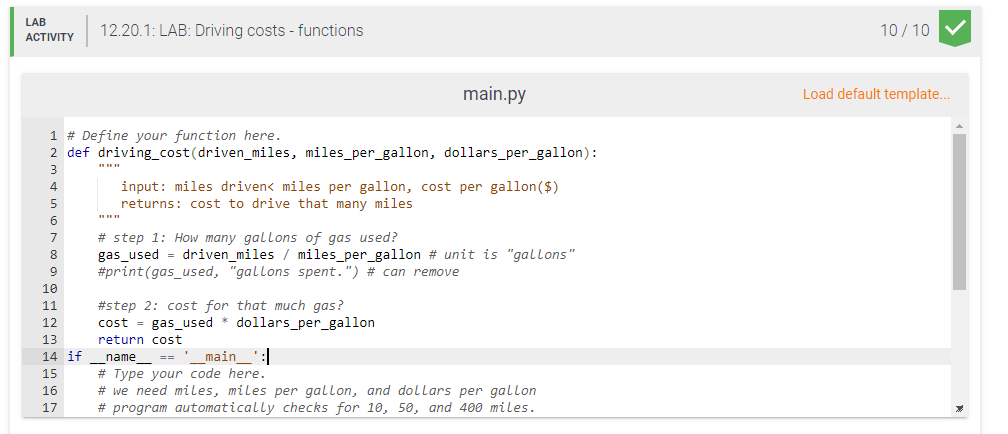 LAB
ACTIVITY
12.20.1: LAB: Driving costs - functions
10 / 10
main.py
Load default template...
1 # Define your function here.
2 def driving_cost(driven_miles, miles_per_gallon, dollars_per_gallon):
3     """
4        input: miles driven< miles per gallon, cost per gallon($)
5        returns: cost to drive that many miles
6     """
7     # step 1: How many gallons of gas used?
8     gas_used = driven_miles / miles_per_gallon # unit is "gallons"
9     #print(gas_used, "gallons spent.") # can remove
10
11     #step 2: cost for that much gas?
12     cost = gas_used * dollars_per_gallon
13     return cost
14 if __name__ == '__main__':
15     # Type your code here.
16     # we need miles, miles per gallon, and dollars per gallon
17     # program automatically checks for 10, 50, and 400 miles.